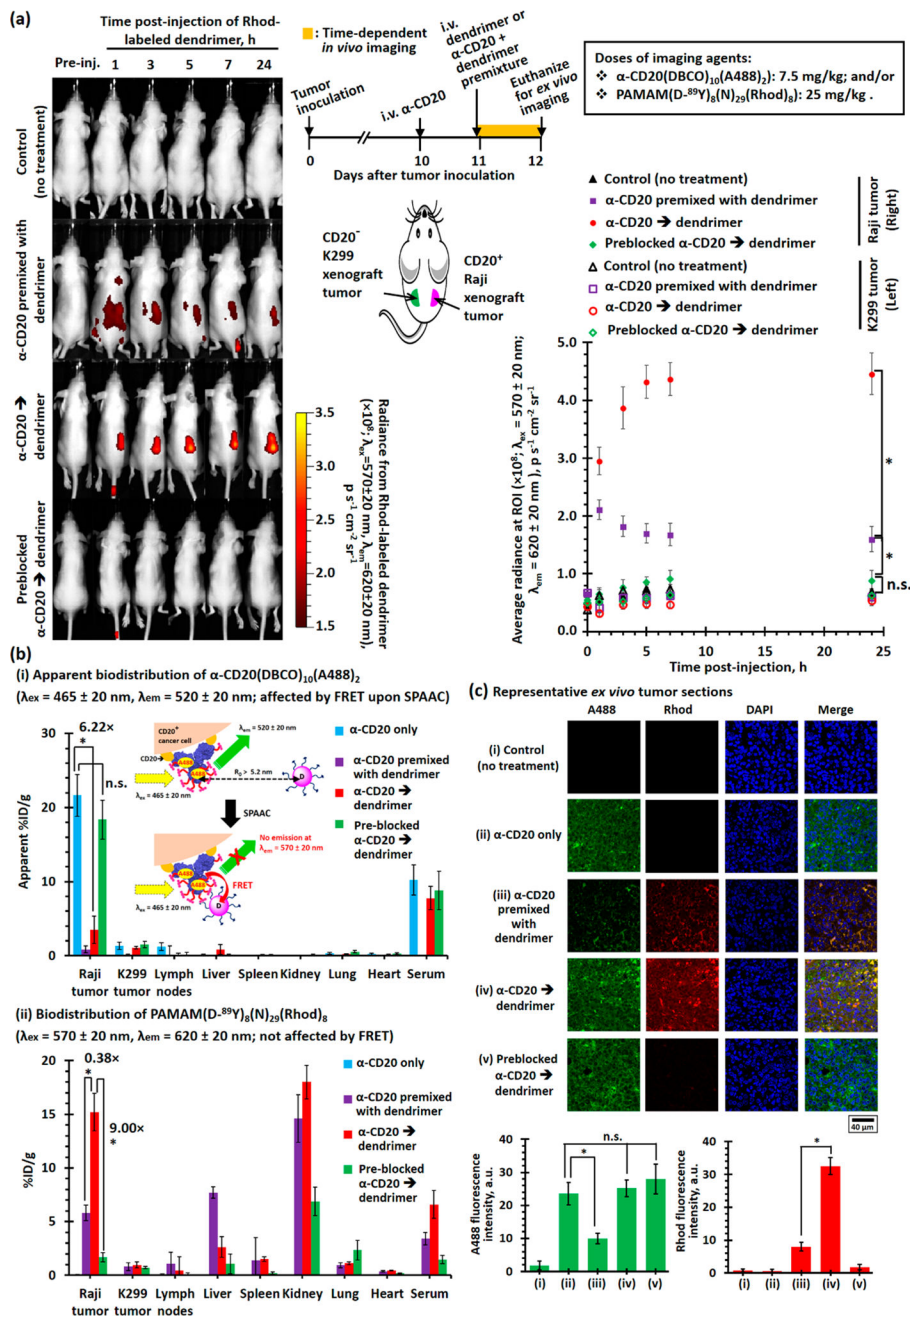 (a)
Time post-injection of Rhod-
labeled dendrimer, h
Pre-inj. 1 3 5 7 24
Control
(no treatment)
α-CD20 premixed with
dendrimer
α-CD20 ➔
dendrimer
Preblocked
α-CD20 ➔ dendrimer
: Time-dependent
in vivo imaging
Tumor
inoculation
i.v. α-CD20
i.v.
dendrimer or
α-CD20 +
dendrimer
premixture
Euthanize
for ex vivo
imaging
0 10 11 12
Days after tumor inoculation
Doses of imaging agents:
❖ α-CD20(DBCO)10(A488)2): 7.5 mg/kg; and/or
❖ PAMAM(D-⁸⁹Y)8(N)29(Rhod)8): 25 mg/kg .
CD20⁻
K299
xenograft
tumor
CD20⁺
Raji
xenograft
tumor
Control (no treatment)
α-CD20 premixed with dendrimer
α-CD20 ➔ dendrimer
Preblocked α-CD20 ➔ dendrimer
Raji tumor
(Right)
Control (no treatment)
α-CD20 premixed with dendrimer
α-CD20 ➔ dendrimer
Preblocked α-CD20 ➔ dendrimer
K299 tumor
(Left)
3.5
3.0
2.5
2.0
1.5
Radiance from Rhod-labeled dendrimer
(×10⁸; λex=570±20 nm, λem=620±20 nm),
p s⁻¹ cm⁻² sr⁻¹
Average radiance at ROI (×10⁸; λex = 570 ± 20 nm;
λem = 620 ± 20 nm ), p s⁻¹ cm⁻² sr⁻¹
5.0
4.0
3.0
2.0
1.0
0.0
*
*
n.s.
0 5 10 15 20 25
Time post-injection, h
(b)
(i) Apparent biodistribution of α-CD20(DBCO)10(A488)2
(λex = 465 ± 20 nm, λem = 520 ± 20 nm; affected by FRET upon SPAAC)
Apparent %ID/g
30
20
10
0
6.22×
*
n.s.
CD20⁺
cancer cell
CD20
A488
A488
λem = 520 ± 20 nm
R0 > 5.2 nm
D
λex = 465 ± 20 nm
SPAAC
No emission at
λem = 570 ± 20 nm
A488
A488
FRET
D
λex = 465 ± 20 nm
α-CD20 only
α-CD20 premixed
with dendrimer
α-CD20 ➔
dendrimer
Pre-blocked
α-CD20 ➔
dendrimer
Raji K299 Lymph Liver Spleen Kidney Lung Heart Serum
tumor tumor nodes
(ii) Biodistribution of PAMAM(D-⁸⁹Y)8(N)29(Rhod)8
(λex = 570 ± 20 nm, λem = 620 ± 20 nm; not affected by FRET)
%ID/g
20
15
10
5
0
0.38×
*
9.00×
*
α-CD20 only
α-CD20 premixed
with dendrimer
α-CD20 ➔
dendrimer
Pre-blocked
α-CD20 ➔
dendrimer
Raji K299 Lymph Liver Spleen Kidney Lung Heart Serum
tumor tumor nodes
(c) Representative ex vivo tumor sections
A488 Rhod DAPI Merge
(i) Control
(no treatment)
(ii) α-CD20 only
(iii) α-CD20
premixed
with
dendrimer
(iv) α-CD20 ➔
dendrimer
(v) Preblocked
α-CD20 ➔
dendrimer
40 μm
A488 fluorescence
intensity, a.u.
40
30
20
10
0
n.s.
*
(i) (ii) (iii) (iv) (v)
Rhod fluorescence
intensity, a.u.
40
30
20
10
0
*
(i) (ii) (iii) (iv) (v)